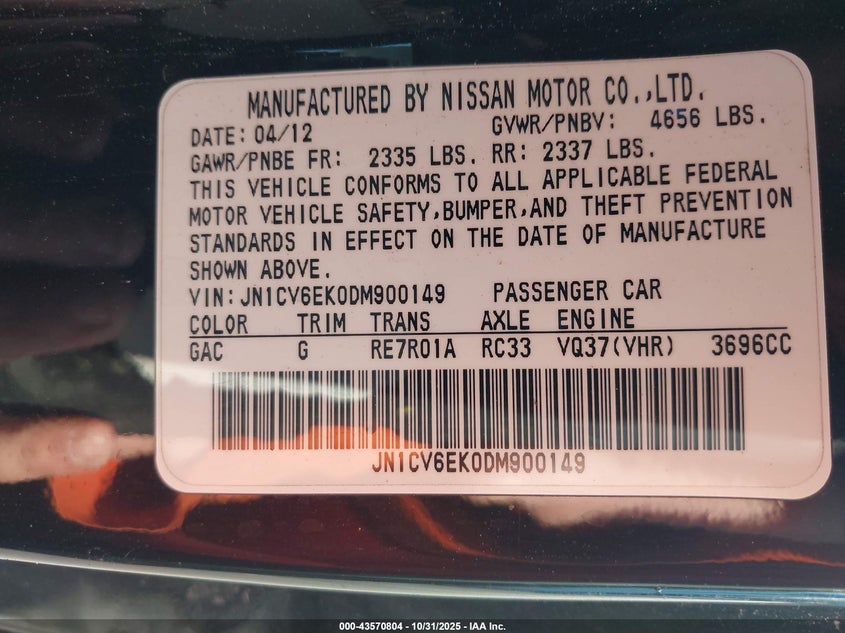 MANUFACTURED BY NISSAN MOTOR CO.,LTD.
DATE: 04/12 GVWR/PNBV: 4656 LBS.
GAWR/PNBE FR: 2335 LBS. RR: 2337 LBS.
THIS VEHICLE CONFORMS TO ALL APPLICABLE FEDERAL
MOTOR VEHICLE SAFETY,BUMPER,AND THEFT PREVENTION
STANDARDS IN EFFECT ON THE DATE OF MANUFACTURE
SHOWN ABOVE.
VIN:JN1CV6EK0DM900149 PASSENGER CAR
COLOR TRIM TRANS AXLE ENGINE
GAC G RE7R01A RC33 VQ37(VHR) 3696CC
JN1CV6EK0DM900149
000-43570804 - 10/31/2025 - IAA Inc.